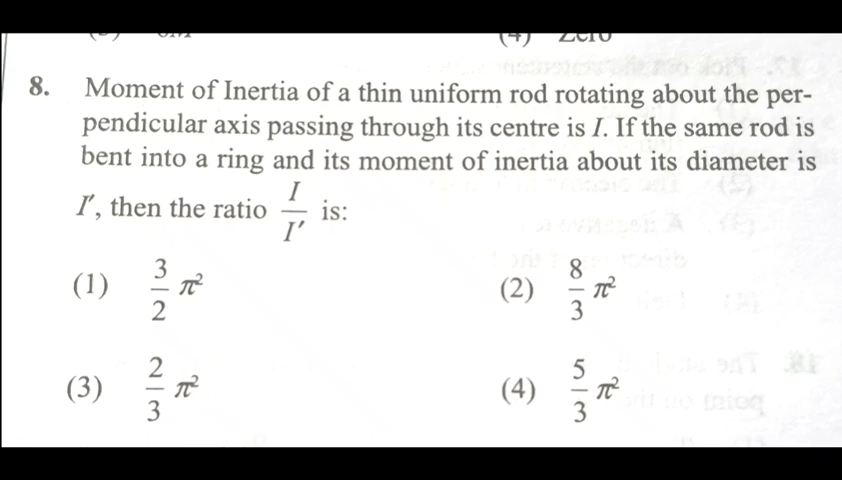 (4) Zero
8. Moment of Inertia of a thin uniform rod rotating about the per-
pendicular axis passing through its centre is I. If the same rod is
bent into a ring and its moment of inertia about its diameter is
I′, then the ratio I/I′ is:
(1) 3/2 π² (2) 8/3 π²
(3) 2/3 π² (4) 5/3 π²